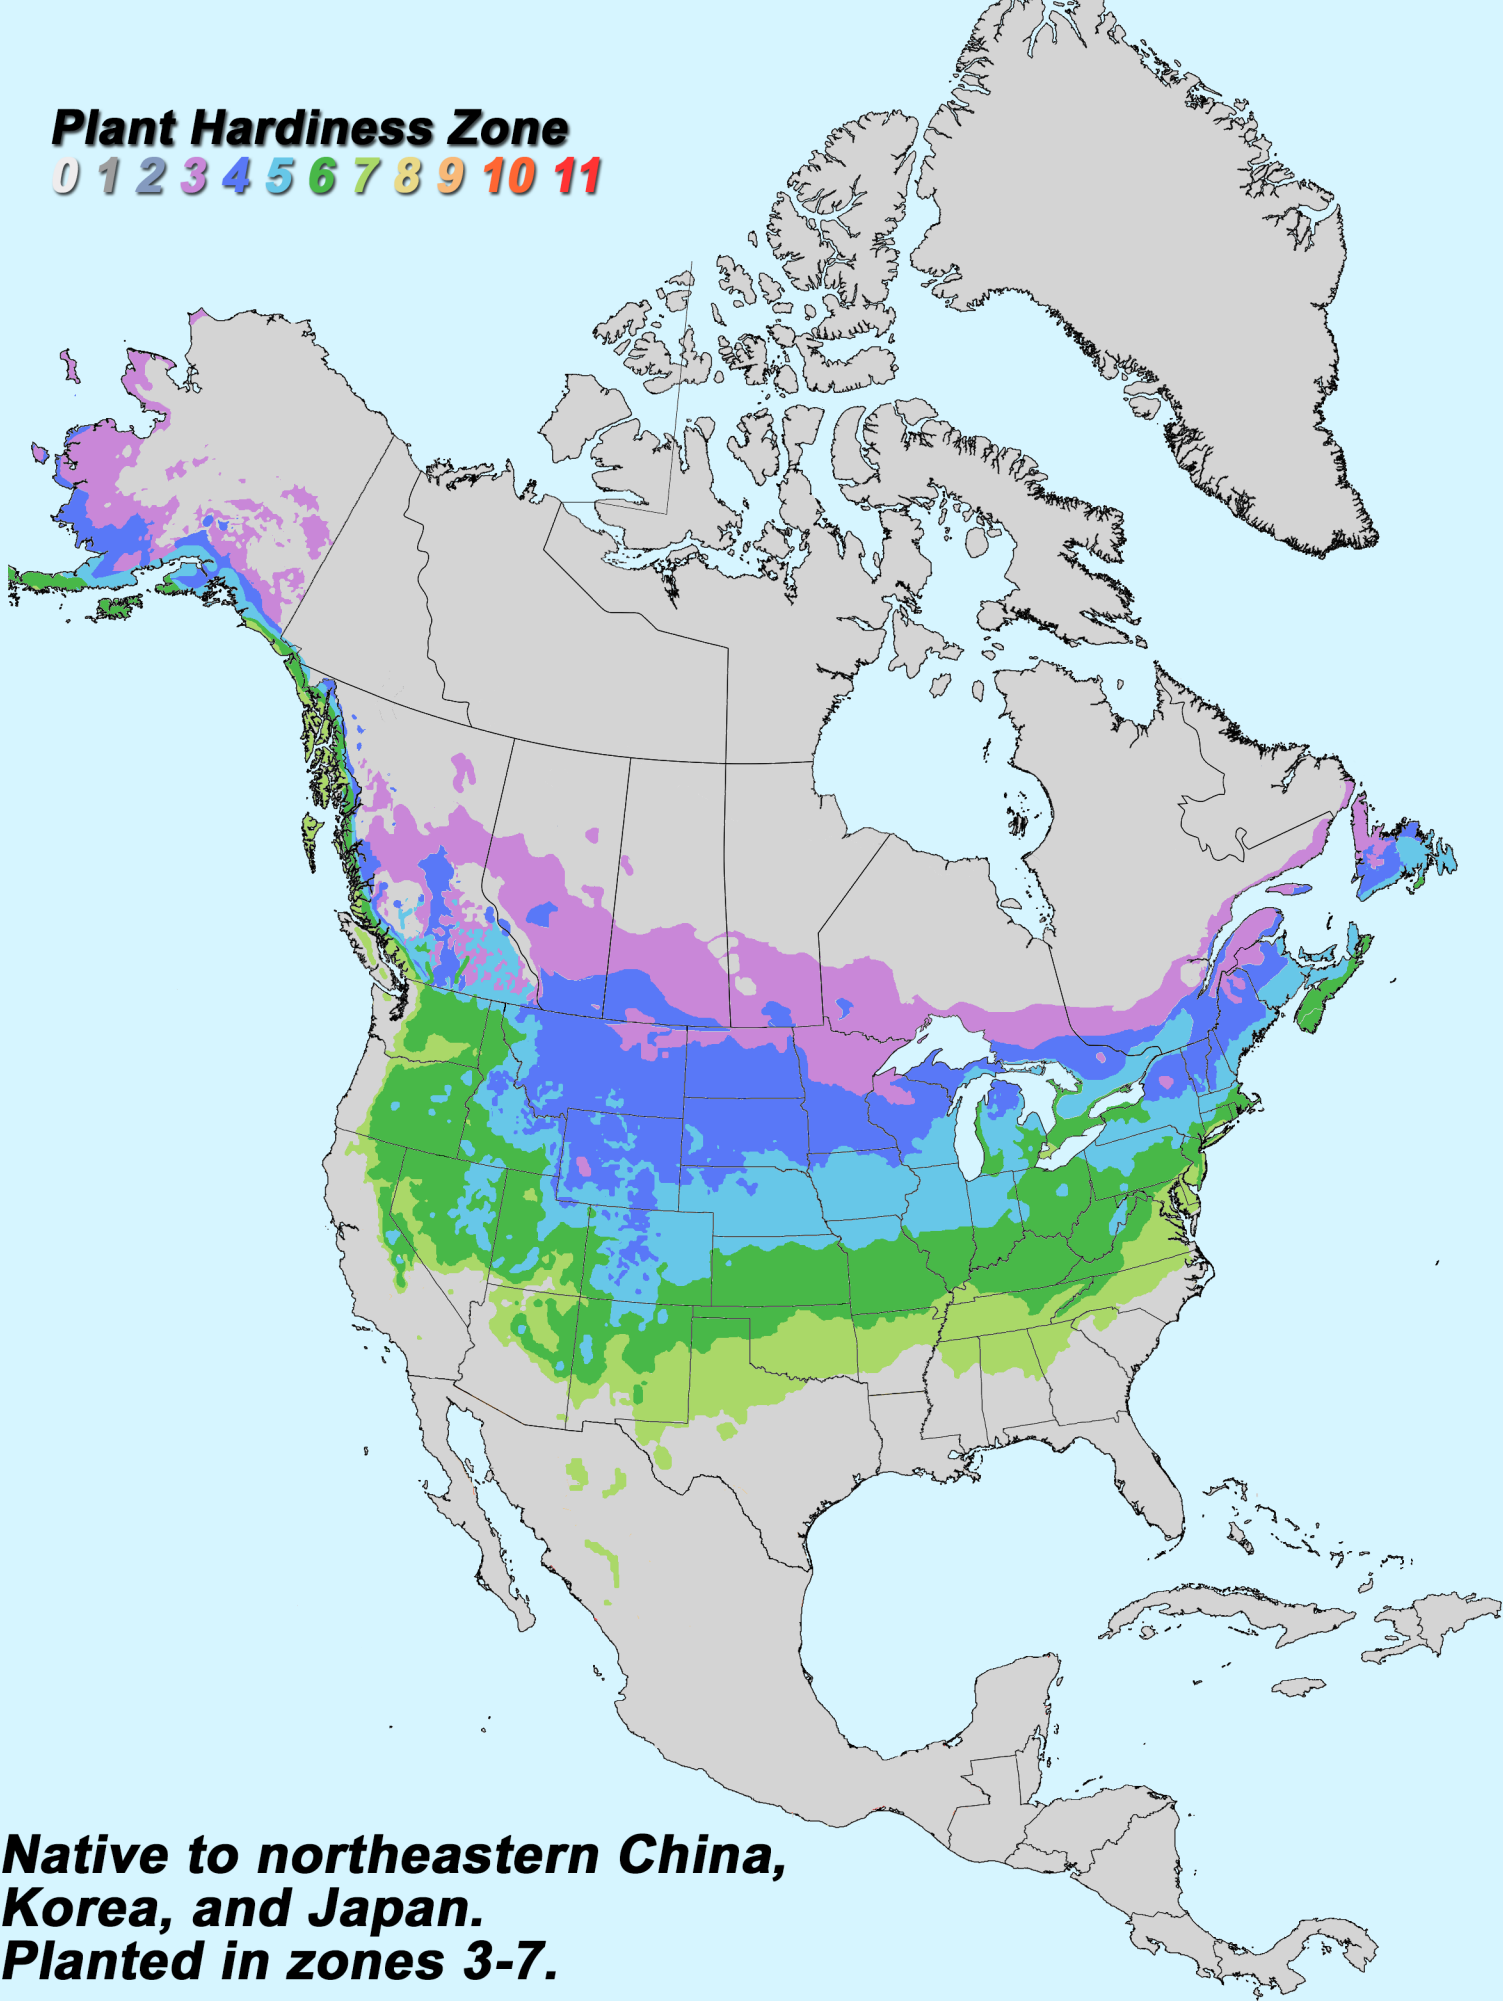 Plant Hardiness Zone
0 1 2 3 4 5 6 7 8 9 10 11
Native to northeastern China,
Korea, and Japan.
Planted in zones 3-7.